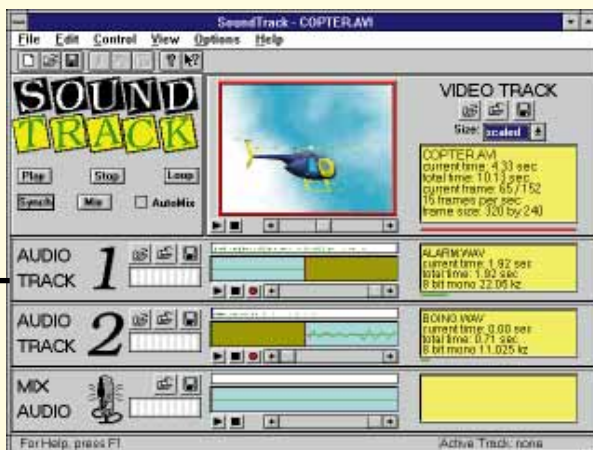 SoundTrack - COPTER.AVI
File Edit Control View Options Help
SOUND
TRACK
Play Stop Loop
Synch Mix AutoMix
VIDEO TRACK
Size: scaled
COPTER.AVI
current time: 4.33 sec
total time: 10.13 sec
current frame: 65 / 152
15 frames per sec
frame size: 320 by 240
AUDIO
TRACK 1
ALARM.WAV
current time: 1.92 sec
total time: 1.92 sec
8 bit mono 22.05 kz
AUDIO
TRACK 2
BOING.WAV
current time: 0.00 sec
total time: 0.71 sec
8 bit mono 11.025 kz
MIX
AUDIO
For Help, press F1
Active Track: none